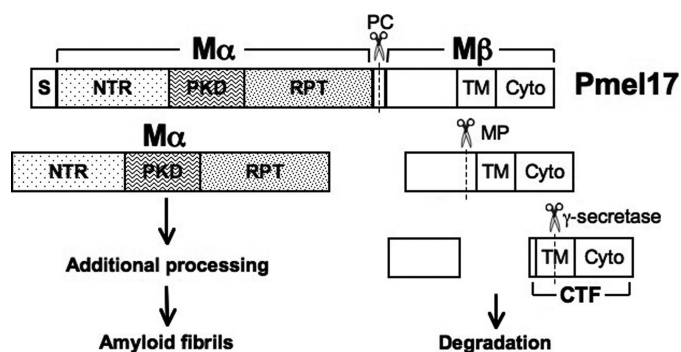 PC
Mα Mβ
S NTR PKD RPT TM Cyto Pmel17
Mα MP
NTR PKD RPT TM Cyto
γ-secretase
TM Cyto
Additional processing
CTF
Amyloid fibrils Degradation